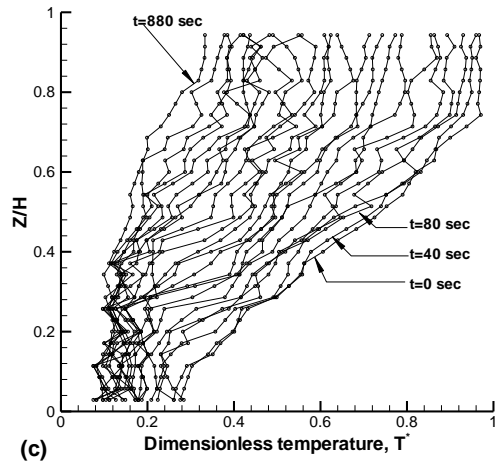 t=880 sec
1
0.8
0.6
0.4
0.2
0
Z/H
t=80 sec
t=40 sec
t=0 sec
0 0.2 0.4 0.6 0.8 1
(c) Dimensionless temperature, T*